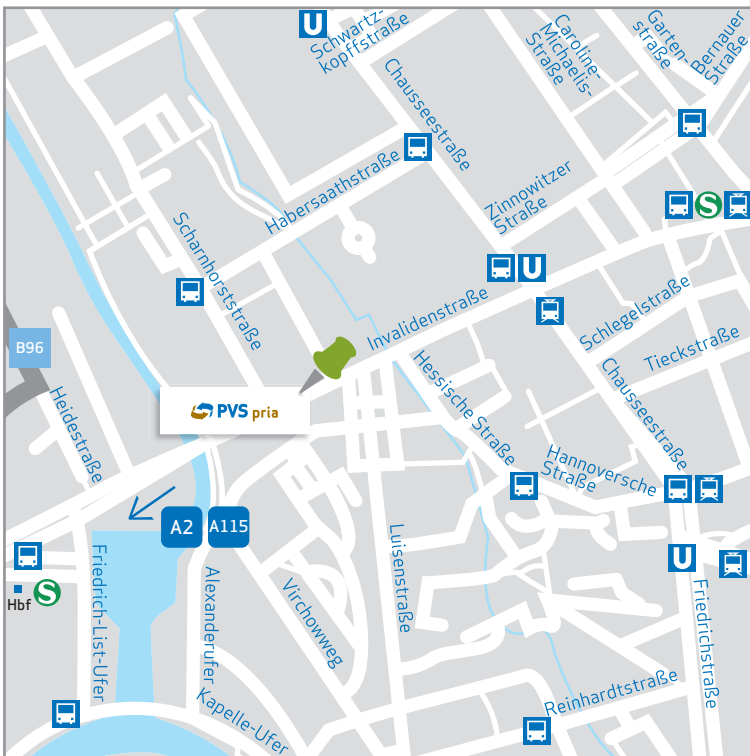 U
Schwartz-
kopffstraße
Caroline-
Michaelis-
Straße
Garten-
straße
Bernauer
Straße
Chausseestraße
Habersaathstraße
Zinnowitzer
Straße
S
Scharnhorststraße
U
Invalidenstraße
Schlegelstraße
Tieckstraße
B96
Hessische Straße
Chausseestraße
PVS pria
Heidestraße
Hannoversche
Straße
A2
A115
Luisenstraße
U
Hbf
S
Friedrich-List-Ufer
Alexanderufer
Virchowweg
Friedrichstraße
Kapelle-Ufer
Reinhardtstraße